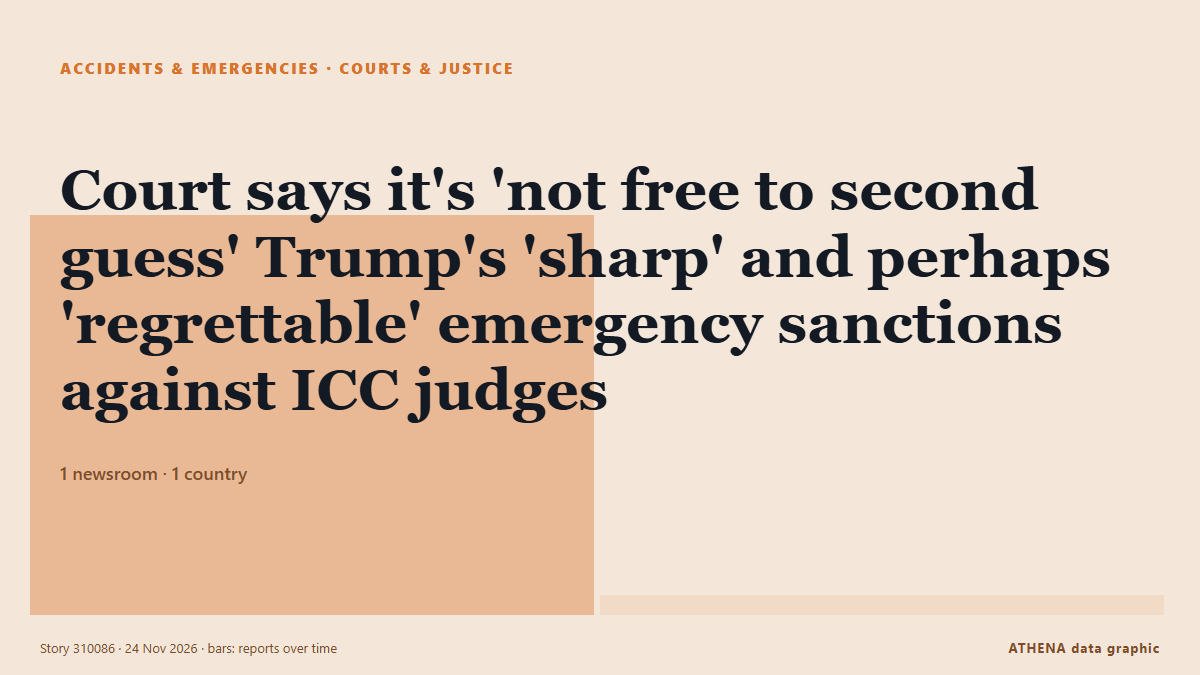 ACCIDENTS & EMERGENCIES · COURTS & JUSTICE
Court says it's 'not free to second
guess' Trump's 'sharp' and perhaps
'regrettable' emergency sanctions
against ICC judges
1 newsroom · 1 country
Story 310086 · 24 Nov 2026 · bars: reports over time
ATHENA data graphic